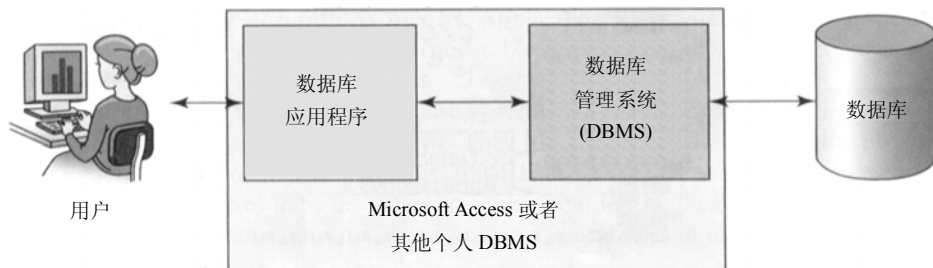 数据库
应用程序
数据库
管理系统
(DBMS)
数据库
用户
Microsoft Access 或者
其他个人 DBMS